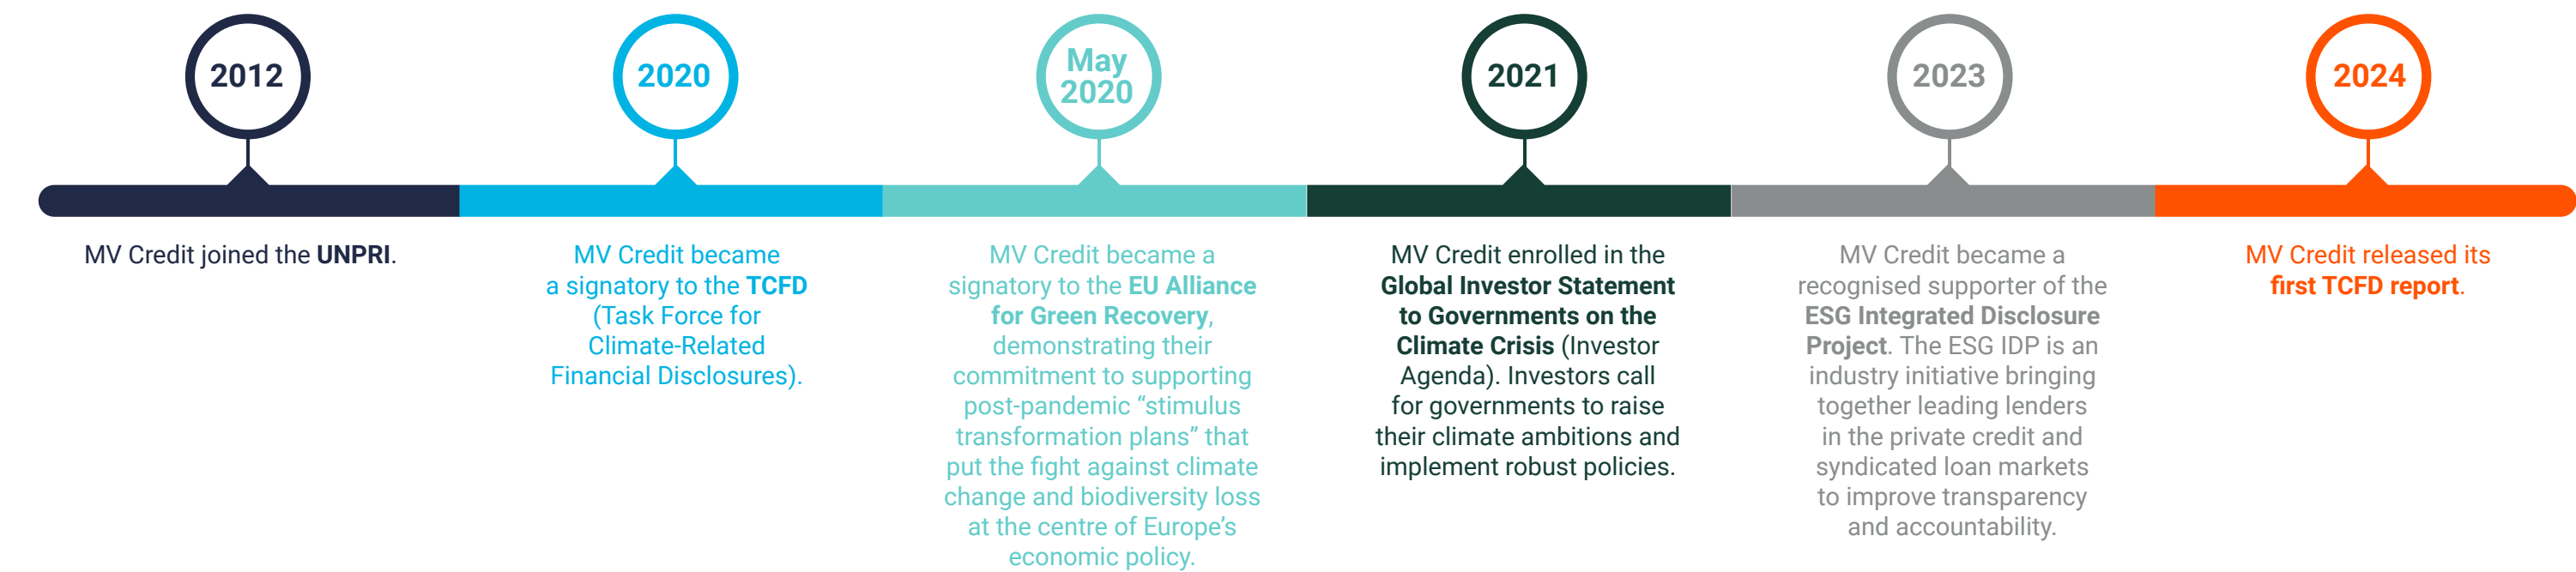 2012
MV Credit joined the UNPRI.
2020
MV Credit became
a signatory to the TCFD
(Task Force for
Climate-Related
Financial Disclosures).
May
2020
MV Credit became a
signatory to the EU Alliance
for Green Recovery,
demonstrating their
commitment to supporting
post-pandemic “stimulus
transformation plans” that
put the fight against climate
change and biodiversity loss
at the centre of Europe’s
economic policy.
2021
MV Credit enrolled in the
Global Investor Statement
to Governments on the
Climate Crisis (Investor
Agenda). Investors call
for governments to raise
their climate ambitions and
implement robust policies.
2023
MV Credit became a
recognised supporter of the
ESG Integrated Disclosure
Project. The ESG IDP is an
industry initiative bringing
together leading lenders
in the private credit and
syndicated loan markets
to improve transparency
and accountability.
2024
MV Credit released its
first TCFD report.